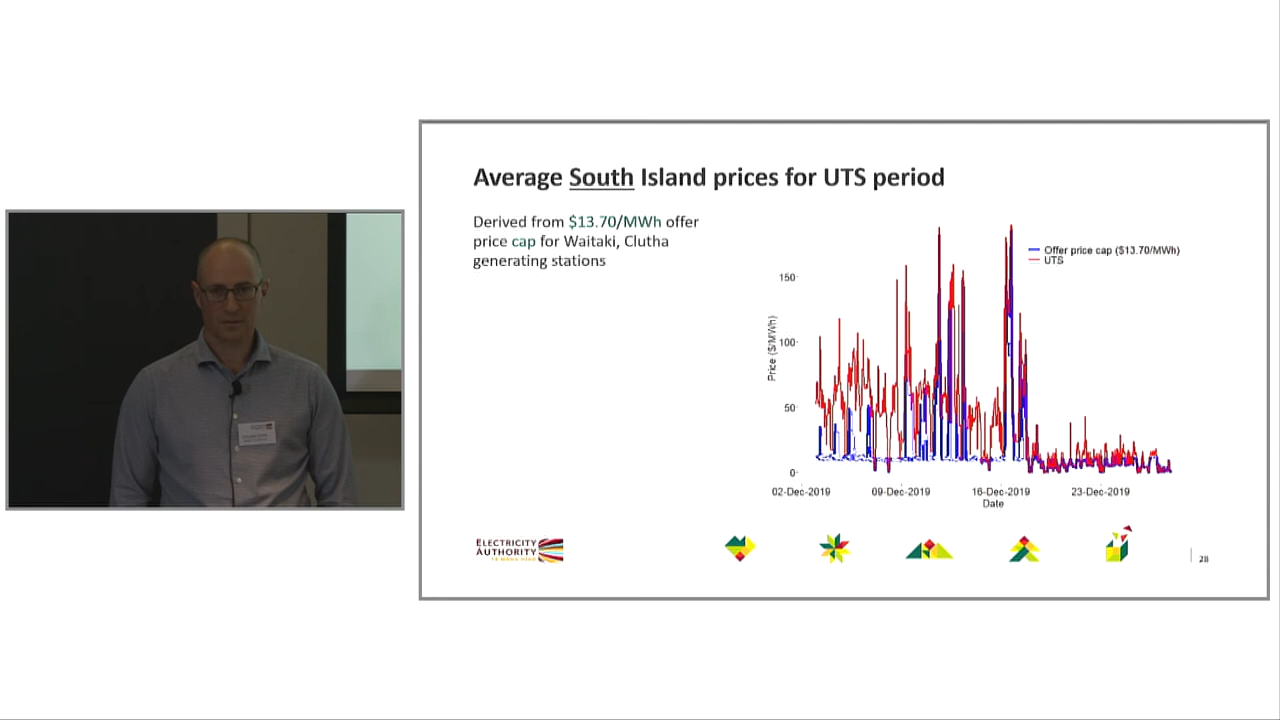 Average South Island prices for UTS period
Derived from $13.70/MWh offer
price cap for Waitaki, Clutha
generating stations
Offer price cap ($13.70/MWh)
UTS
Price ($/MWh)
150
100
50
0
02-Dec-2019
09-Dec-2019
16-Dec-2019
23-Dec-2019
Date
ELECTRICITY
AUTHORITY
28